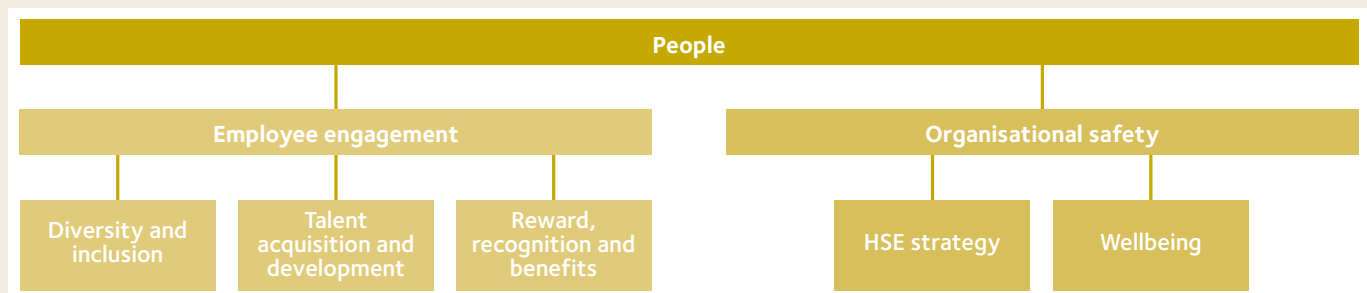 People
Employee engagement
Organisational safety
Diversity and
inclusion
Talent
acquisition and
development
Reward,
recognition and
benefits
HSE strategy
Wellbeing